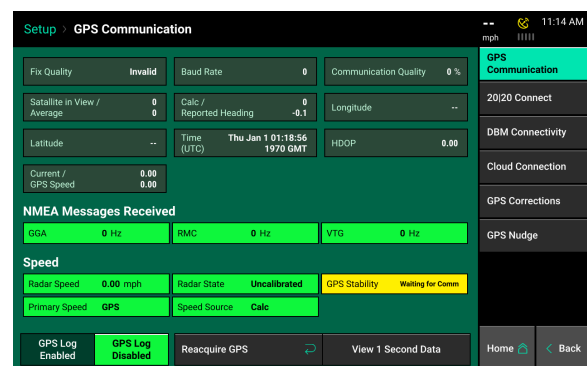 Setup > GPS Communication
-- 11:14 AM
mph
Fix Quality Invalid
Baud Rate 0
Communication Quality 0 %
Satallite in View / 0
Average 0
Calc / 0
Reported Heading -0.1
Longitude --
Latitude --
Time Thu Jan 1 01:18:56
(UTC) 1970 GMT
HDOP 0.00
Current / 0.00
GPS Speed 0.00
NMEA Messages Received
GGA 0 Hz
RMC 0 Hz
VTG 0 Hz
Speed
Radar Speed 0.00 mph
Radar State Uncalibrated
GPS Stability Waiting for Comm
Primary Speed GPS
Speed Source Calc
GPS Log
Enabled
GPS Log
Disabled
Reacquire GPS
View 1 Second Data
GPS
Communication
20|20 Connect
DBM Connectivity
Cloud Connection
GPS Corrections
GPS Nudge
Home
< Back